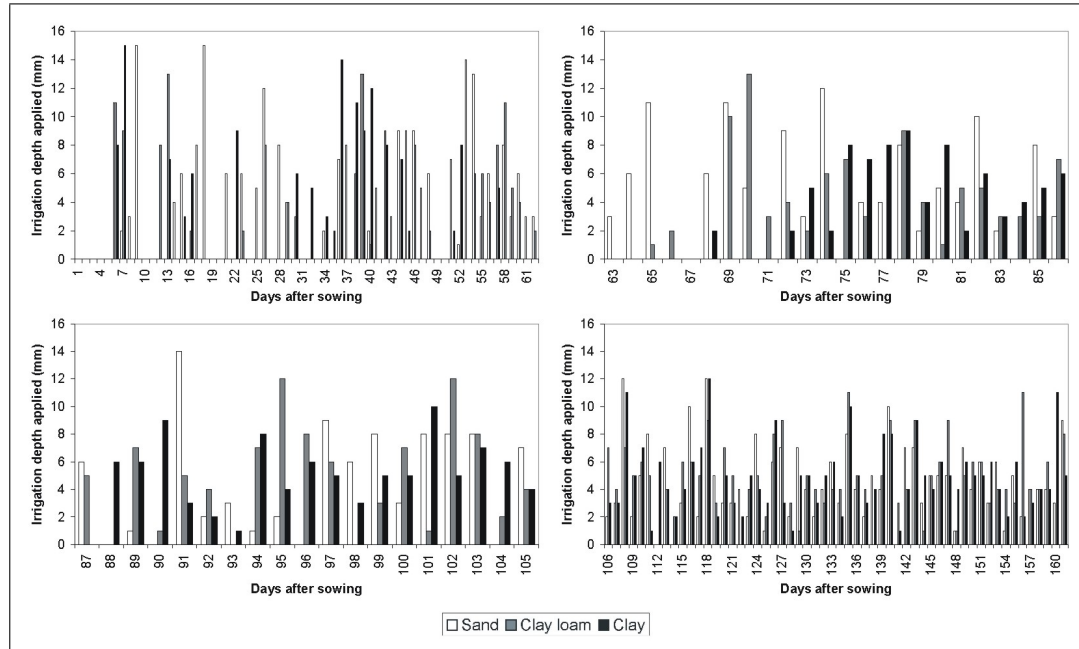 Irrigation depth applied (mm)
16
14
12
10
8
6
4
2
0
1 4 7 10 13 16 19 22 25 28 31 34 37 40 43 46 49 52 55 58 61
Days after sowing
Irrigation depth applied (mm)
16
14
12
10
8
6
4
2
0
63 65 67 69 71 73 75 77 79 81 83 85
Days after sowing
Irrigation depth applied (mm)
16
14
12
10
8
6
4
2
0
87 88 89 90 91 92 93 94 95 96 97 98 99 100 101 102 103 104 105
Days after sowing
Irrigation depth applied (mm)
16
14
12
10
8
6
4
2
0
106 109 112 115 118 121 124 127 130 133 136 139 142 145 148 151 154 157 160
Days after sowing
Sand Clay loam Clay